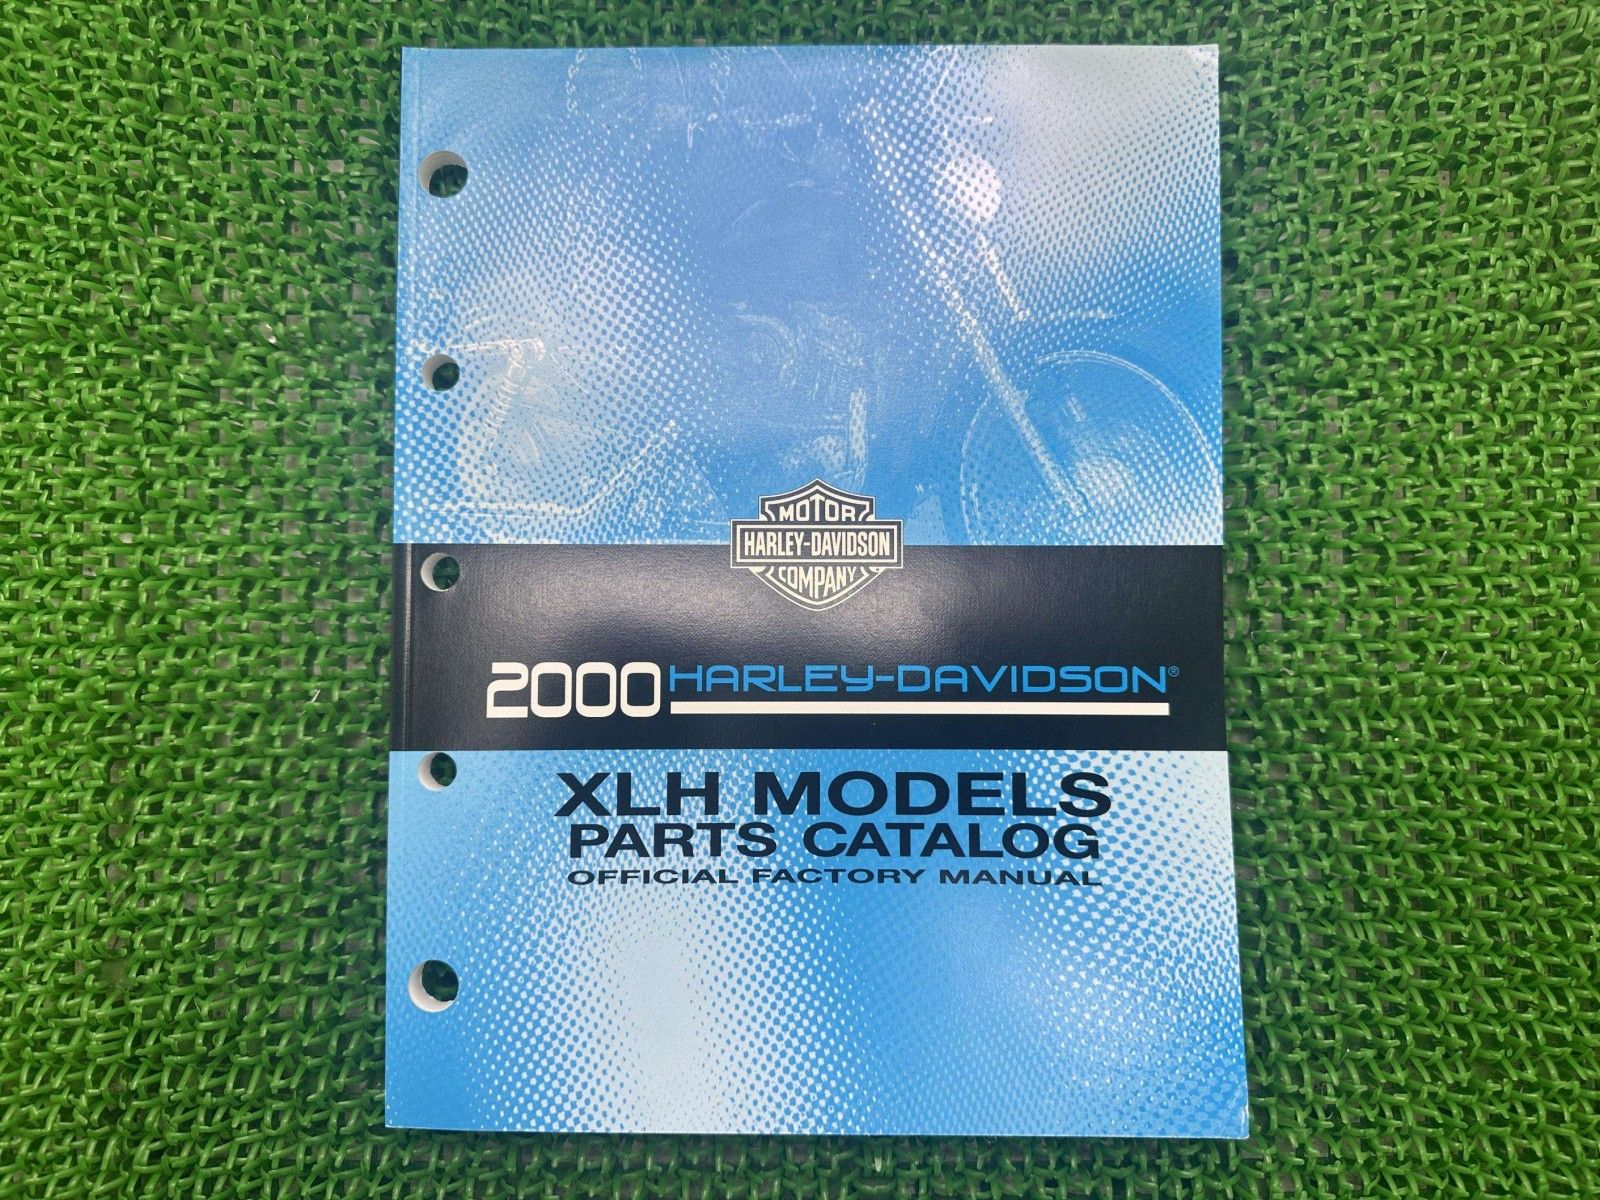 MOTOR
HARLEY-DAVIDSON
COMPANY
2000 HARLEY-DAVIDSON®
XLH MODELS
PARTS CATALOG
OFFICIAL FACTORY MANUAL